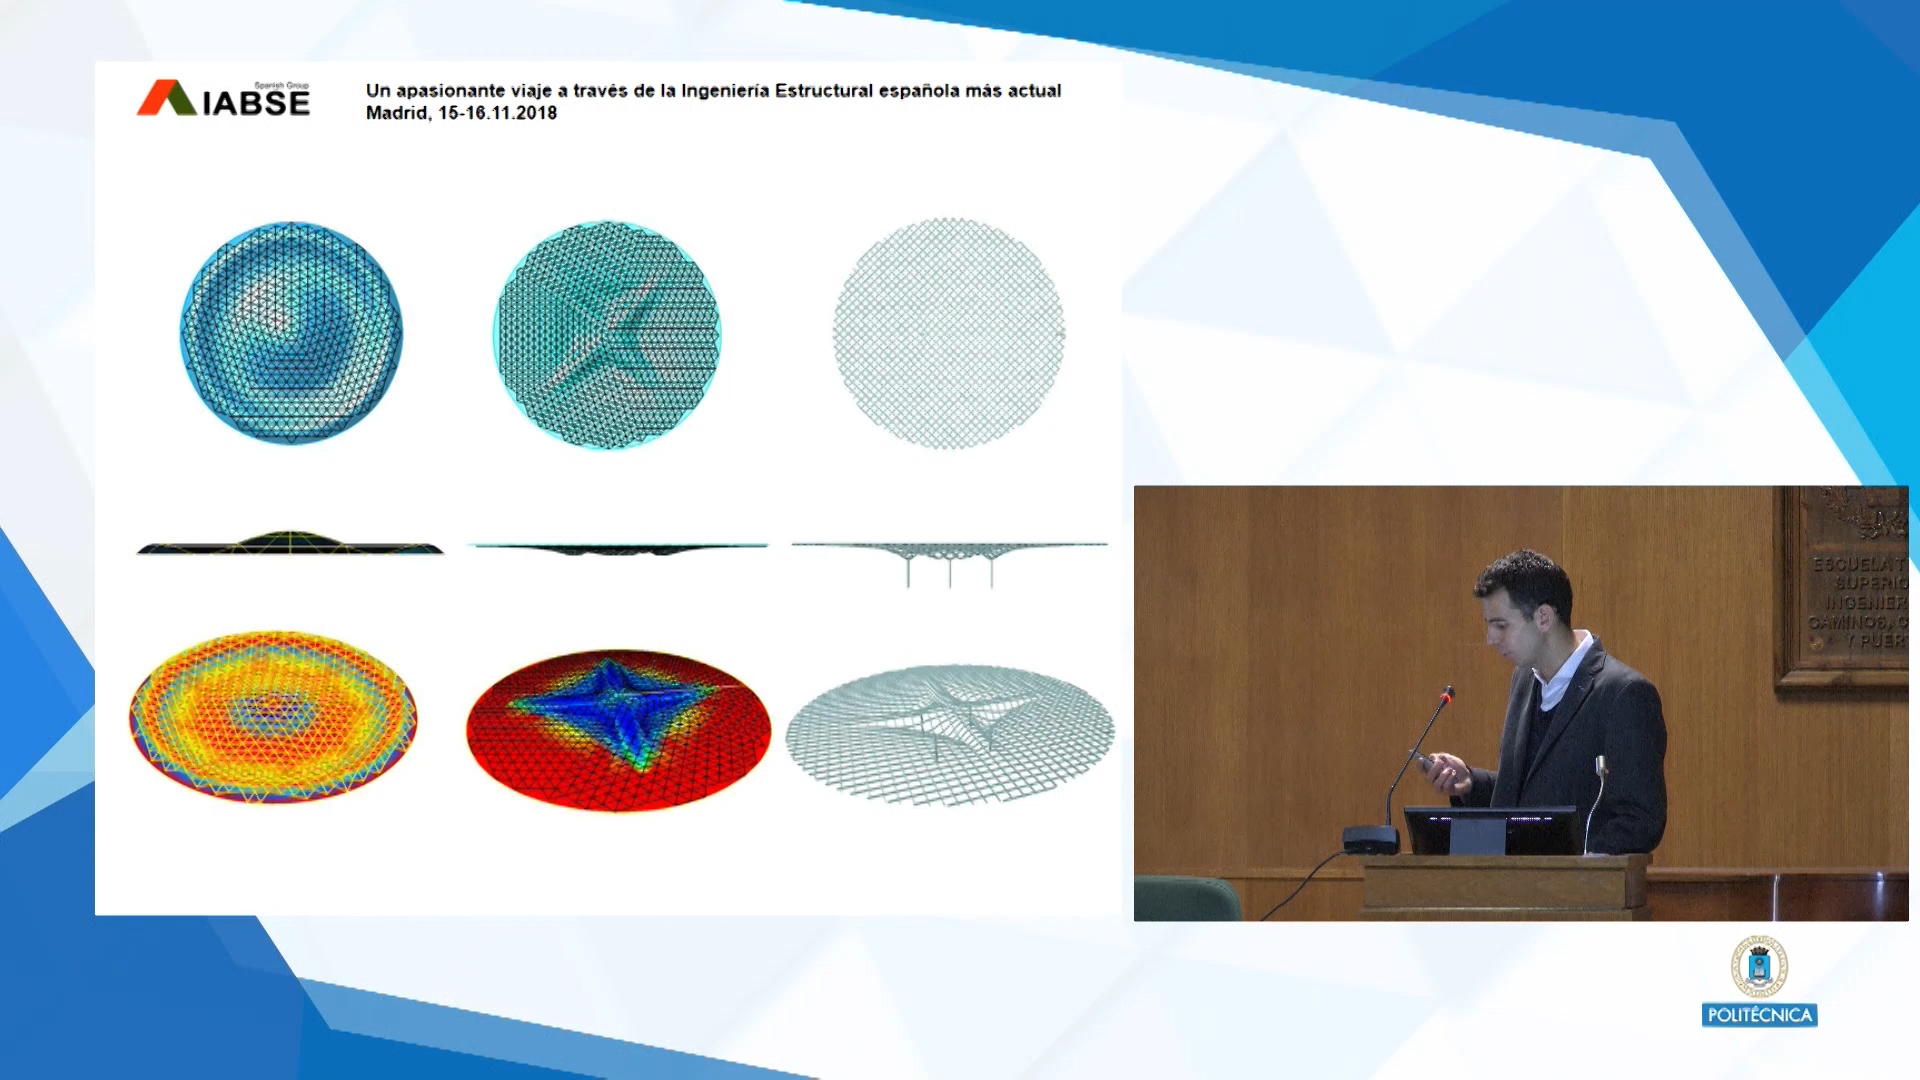 Spanish Group
IABSE
Un apasionante viaje a través de la Ingeniería Estructural española más actual
Madrid, 15-16.11.2018
ESCUELA T
SUPERIO
INGENIER
CAMINOS, C
Y PUER
POLITÉCNICA